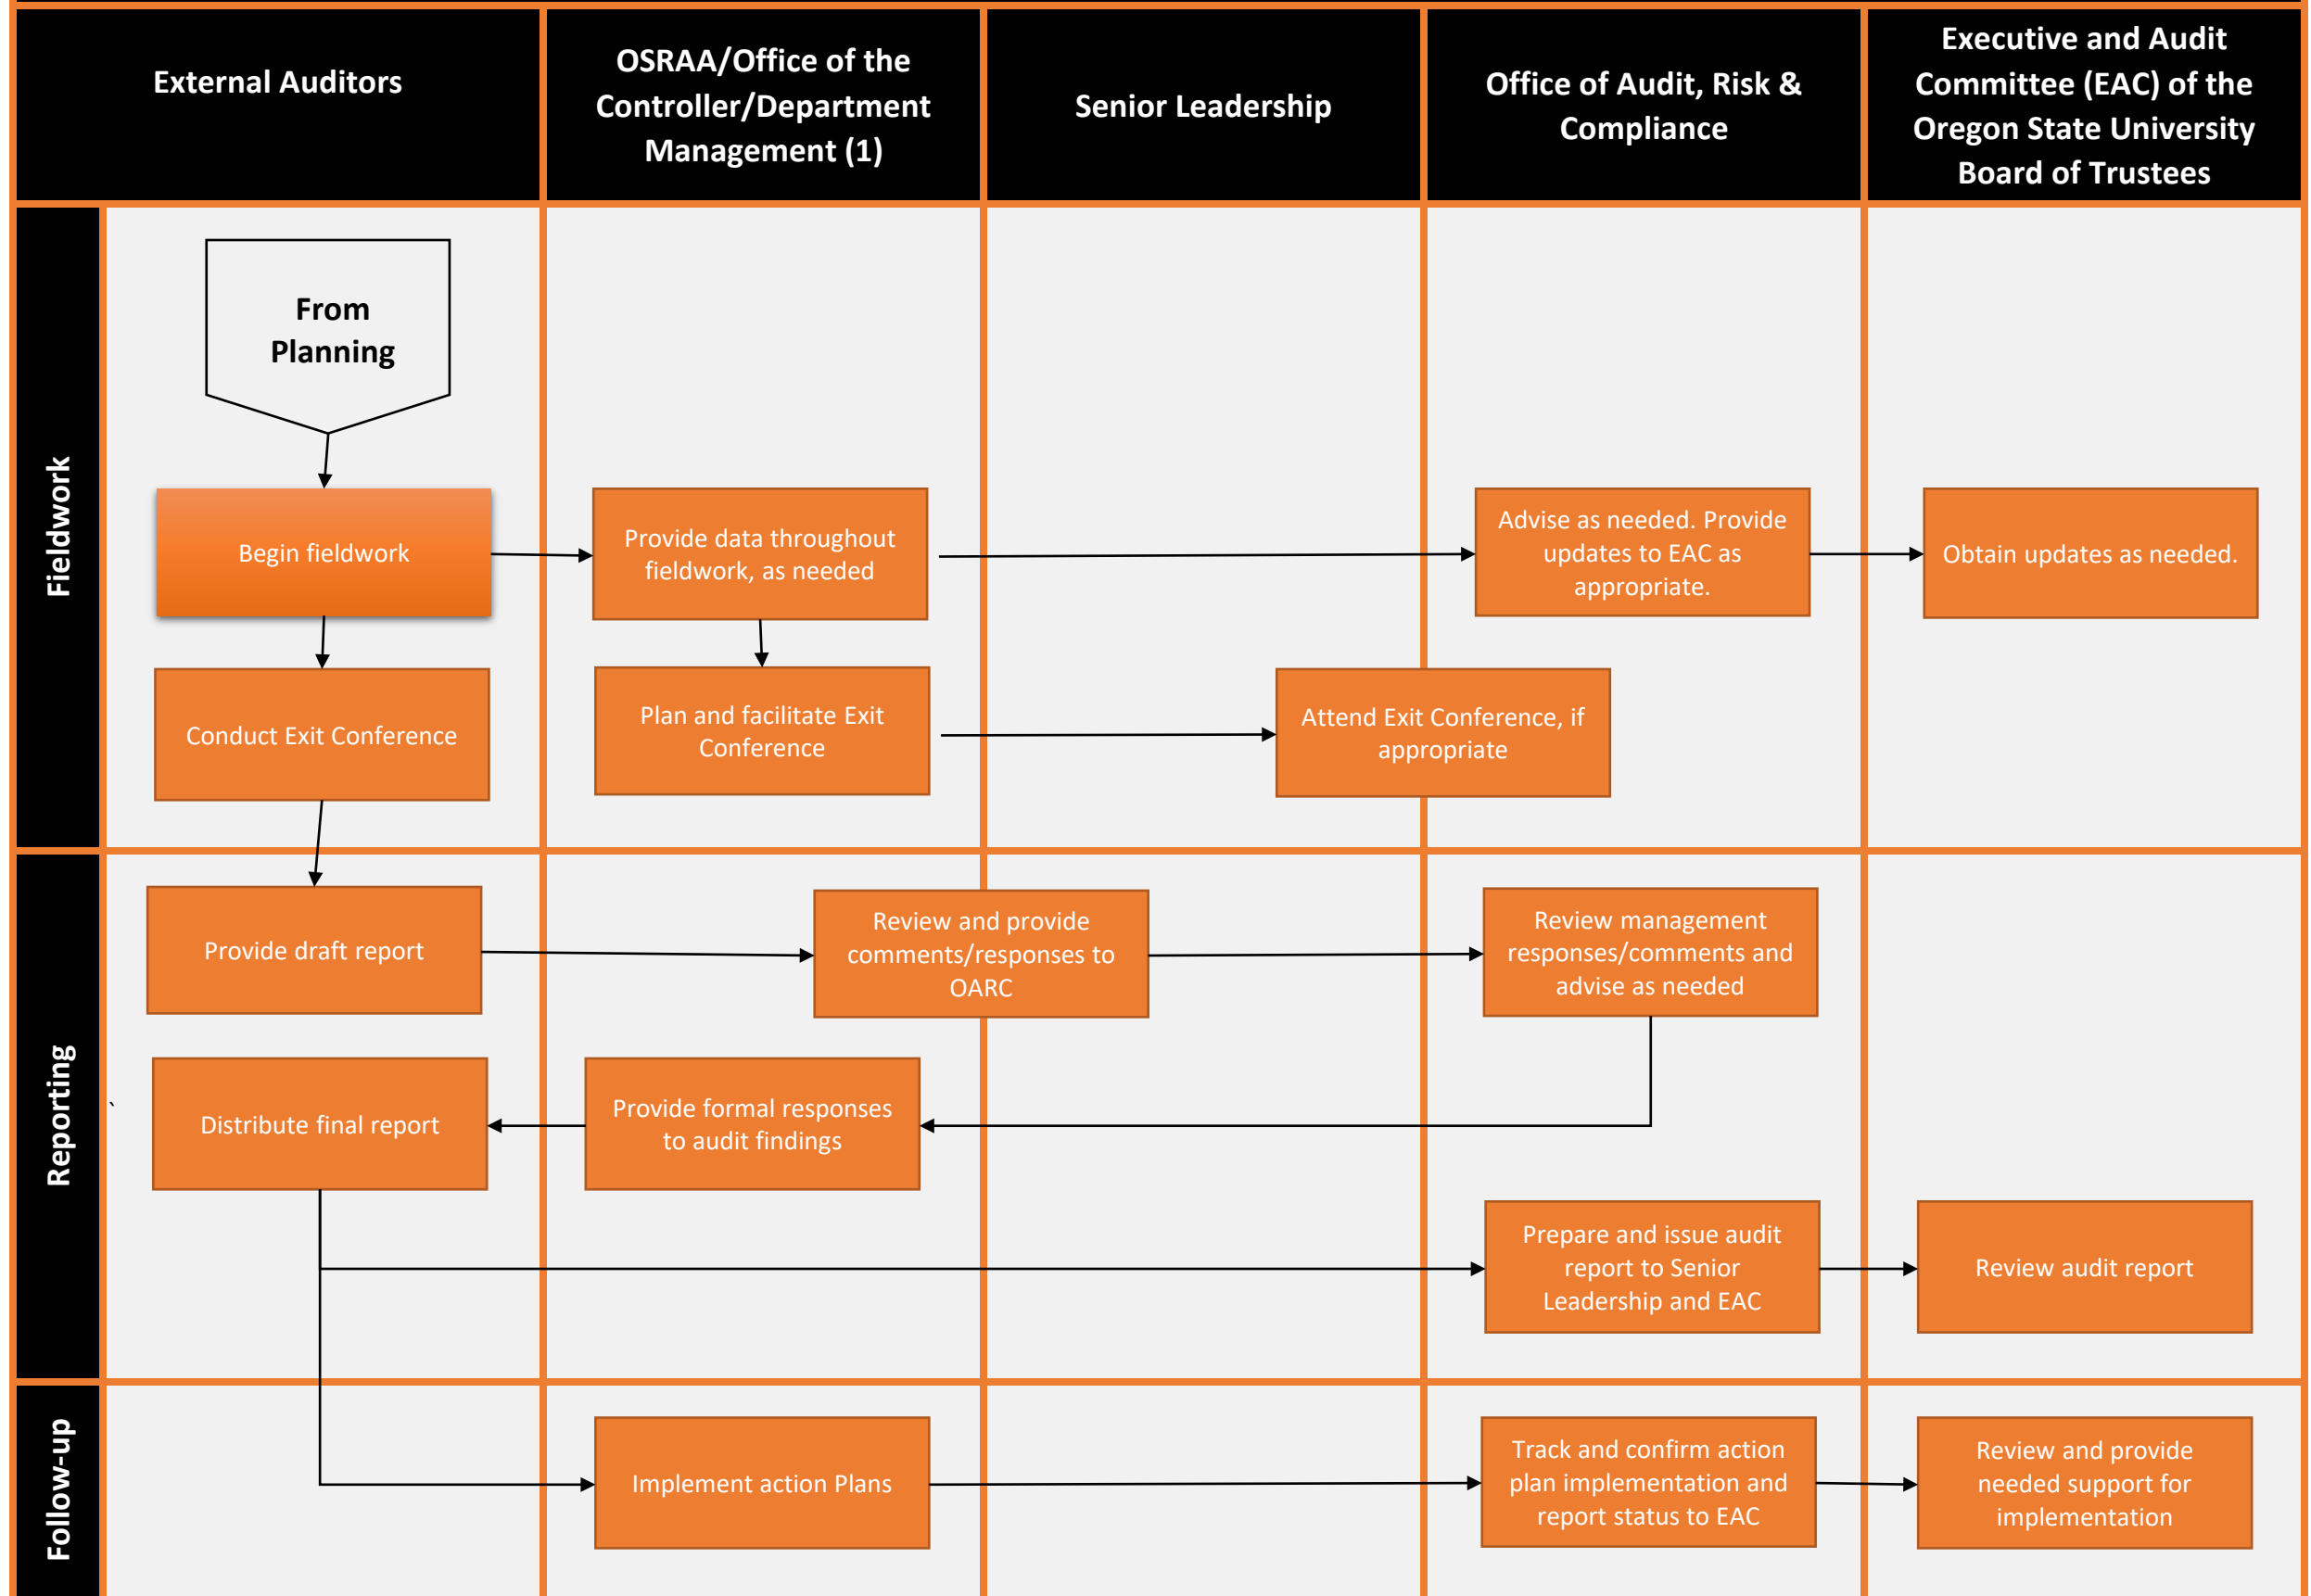 External Auditors
OSRAA/Office of the
Controller/Department
Management (1)
Senior Leadership
Office of Audit, Risk &
Compliance
Executive and Audit
Committee (EAC) of the
Oregon State University
Board of Trustees
Fieldwork
From
Planning
Begin fieldwork
Provide data throughout
fieldwork, as needed
Advise as needed. Provide
updates to EAC as
appropriate.
Obtain updates as needed.
Conduct Exit Conference
Plan and facilitate Exit
Conference
Attend Exit Conference, if
appropriate
Reporting
Provide draft report
Review and provide
comments/responses to
OARC
Review management
responses/comments and
advise as needed
`
Distribute final report
Provide formal responses
to audit findings
Prepare and issue audit
report to Senior
Leadership and EAC
Review audit report
Follow-up
Implement action Plans
Track and confirm action
plan implementation and
report status to EAC
Review and provide
needed support for
implementation